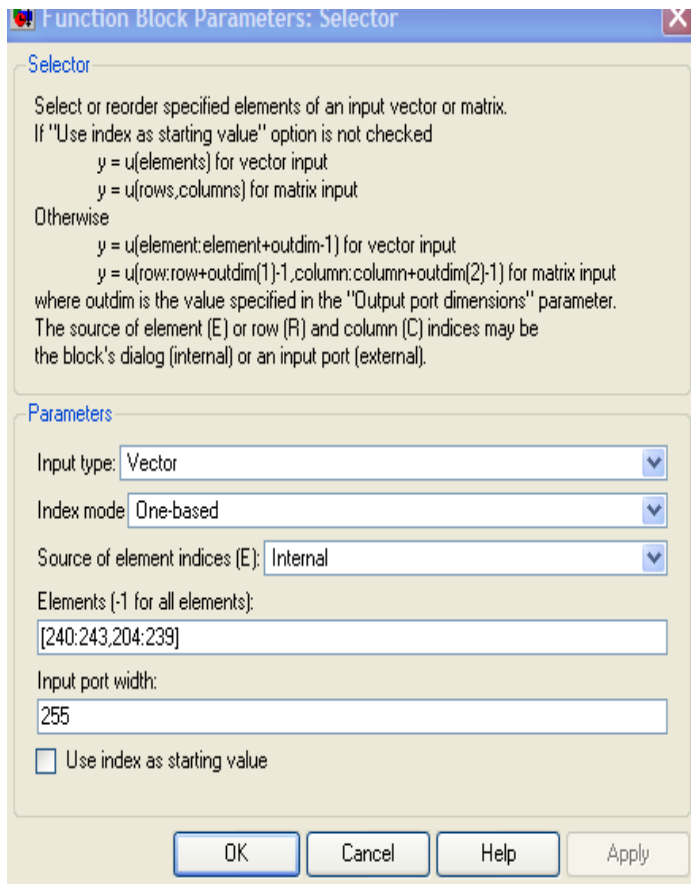 Function Block Parameters: Selector
Selector
Select or reorder specified elements of an input vector or matrix.
If "Use index as starting value" option is not checked
y = u(elements) for vector input
y = u(rows,columns) for matrix input
Otherwise
y = u(element:element+outdim-1) for vector input
y = u(row:row+outdim(1)-1,column:column+outdim(2)-1) for matrix input
where outdim is the value specified in the "Output port dimensions" parameter.
The source of element (E) or row (R) and column (C) indices may be
the block's dialog (internal) or an input port (external).
Parameters
Input type: Vector
Index mode One-based
Source of element indices (E): Internal
Elements (-1 for all elements):
[240:243,204:239]
Input port width:
255
Use index as starting value
OK Cancel Help Apply